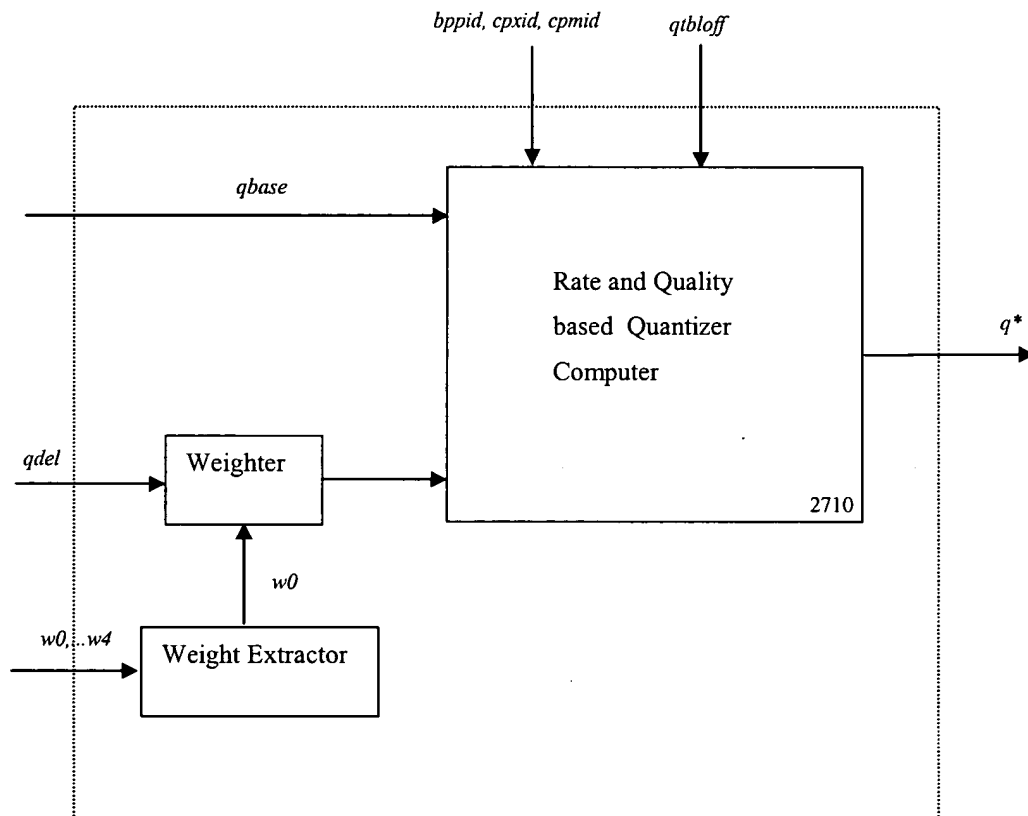 bppid, cpxid, cpmid
qtbloff
qbase
Rate and Quality
based Quantizer
Computer
q*
qdel
Weighter
2710
w0
w0,...w4
Weight Extractor